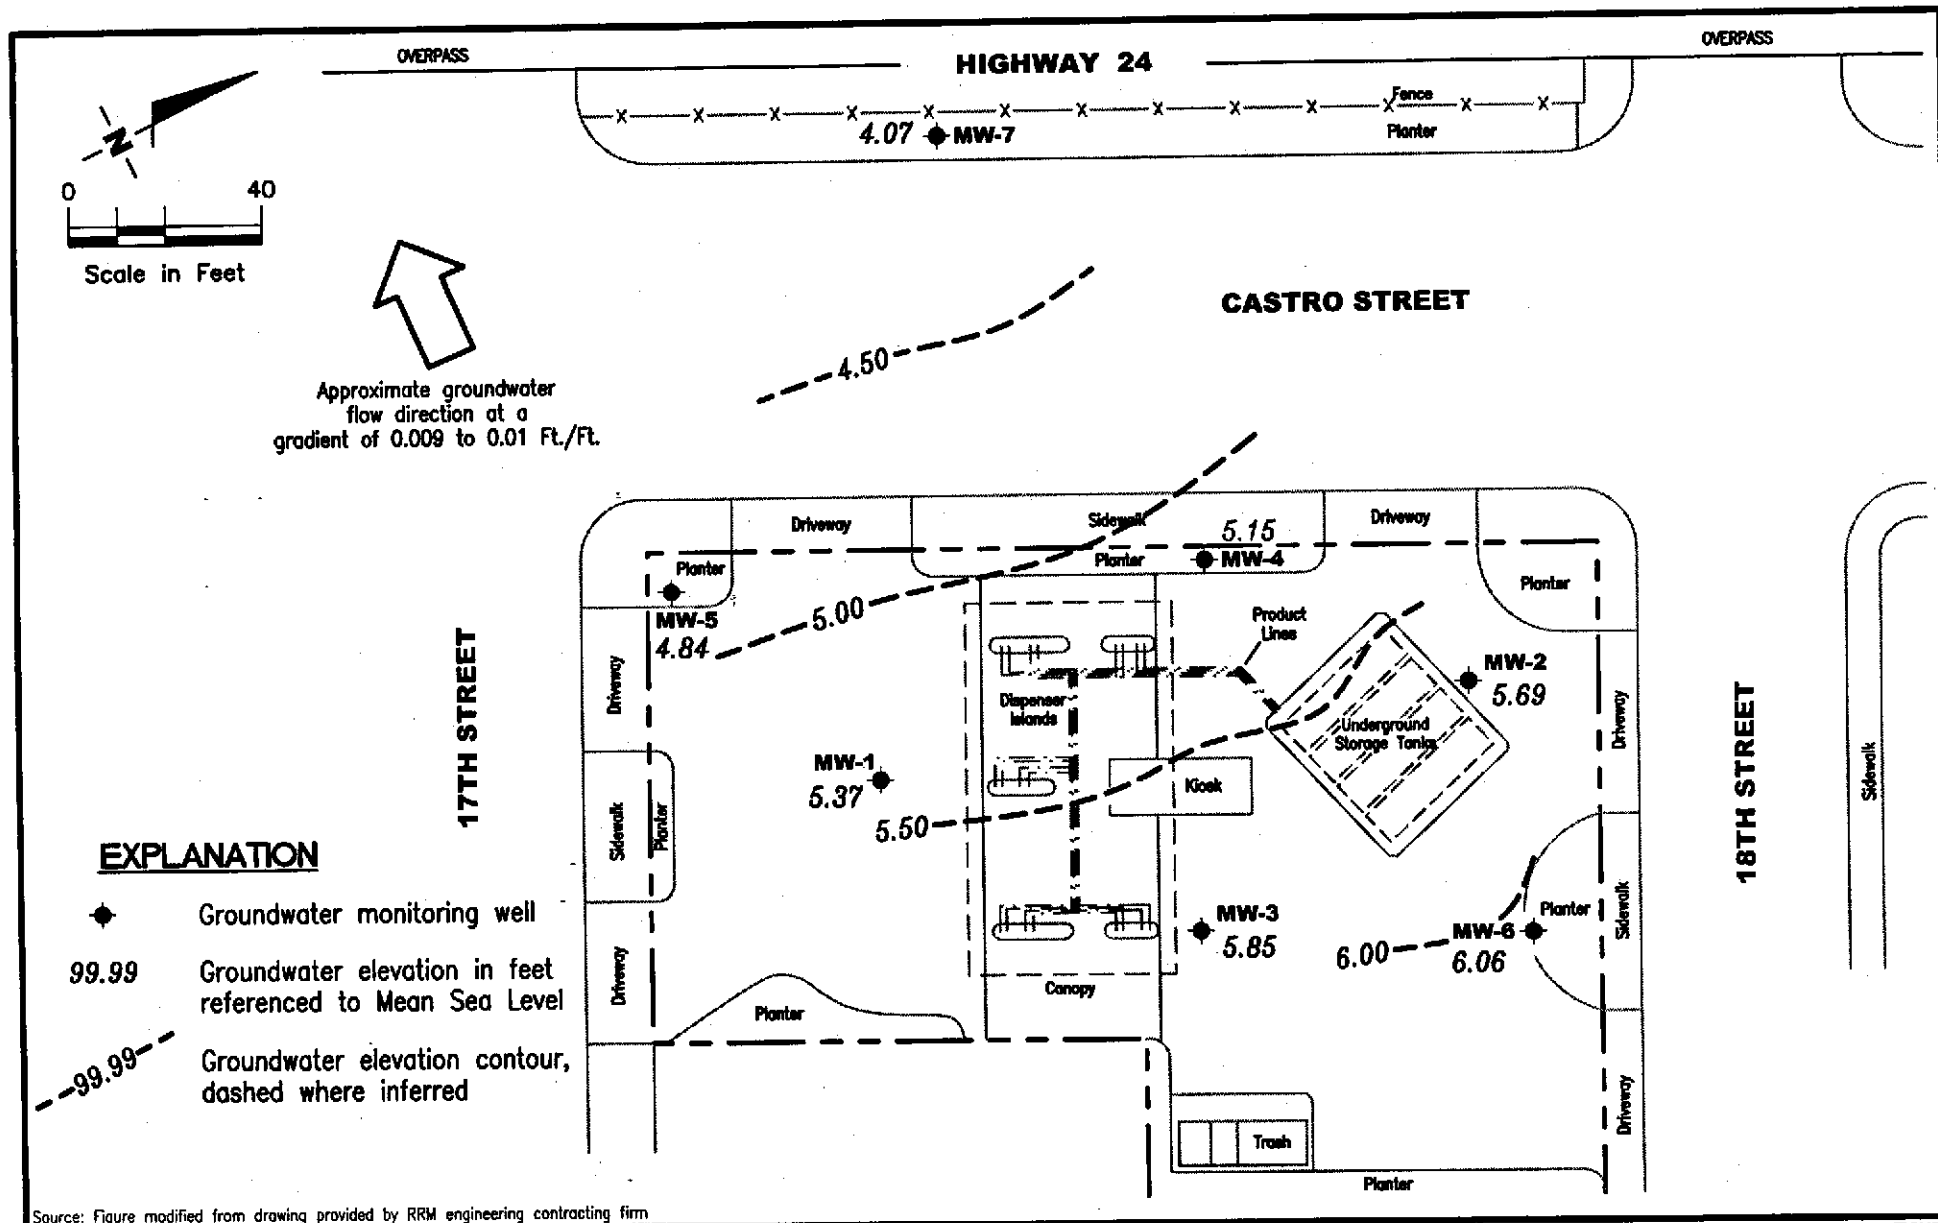 OVERPASS
HIGHWAY 24
OVERPASS
Fence
Planter
4.07 MW-7
N
0 40
Scale in Feet
CASTRO STREET
4.50
Approximate groundwater
flow direction at a
gradient of 0.009 to 0.01 Ft./Ft.
Driveway
Sidewalk
5.15
Driveway
Planter
MW-4
Planter
Planter
MW-5
4.84
5.00
Product
Lines
MW-2
5.69
17TH STREET
Driveway
Dispenser
Islands
Underground
Storage Tanks
Driveway
18TH STREET
Sidewalk
MW-1
5.37
Kiosk
5.50
Sidewalk
Planter
EXPLANATION
Groundwater monitoring well
99.99
Groundwater elevation in feet
referenced to Mean Sea Level
99.99
Groundwater elevation contour,
dashed where inferred
MW-3
5.85
6.00
MW-6
6.06
Planter
Sidewalk
Driveway
Canopy
Planter
Driveway
Trash
Planter
Source: Figure modified from drawing provided by RRM engineering contracting firm